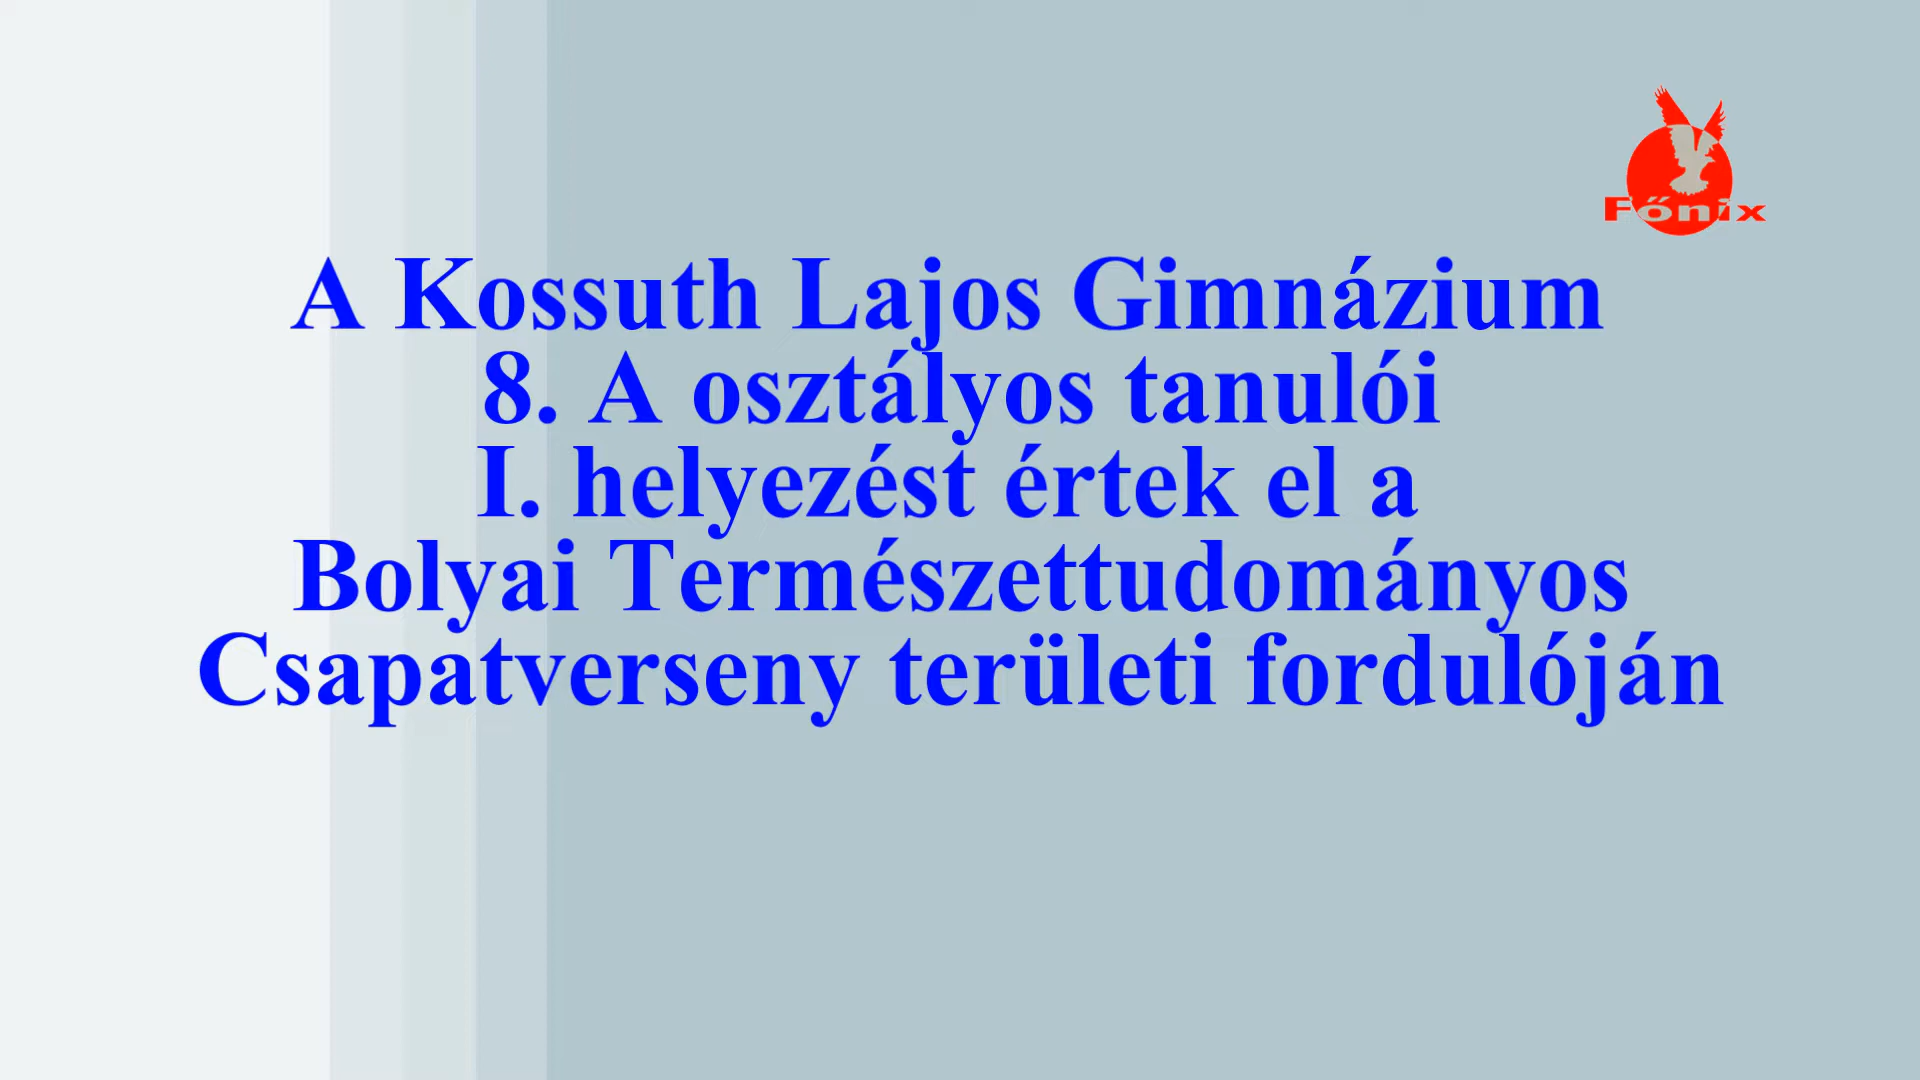 Főnix
A Kossuth Lajos Gimnázium
8. A osztályos tanulói
I. helyezést értek el a
Bolyai Természettudományos
Csapatverseny területi fordulóján